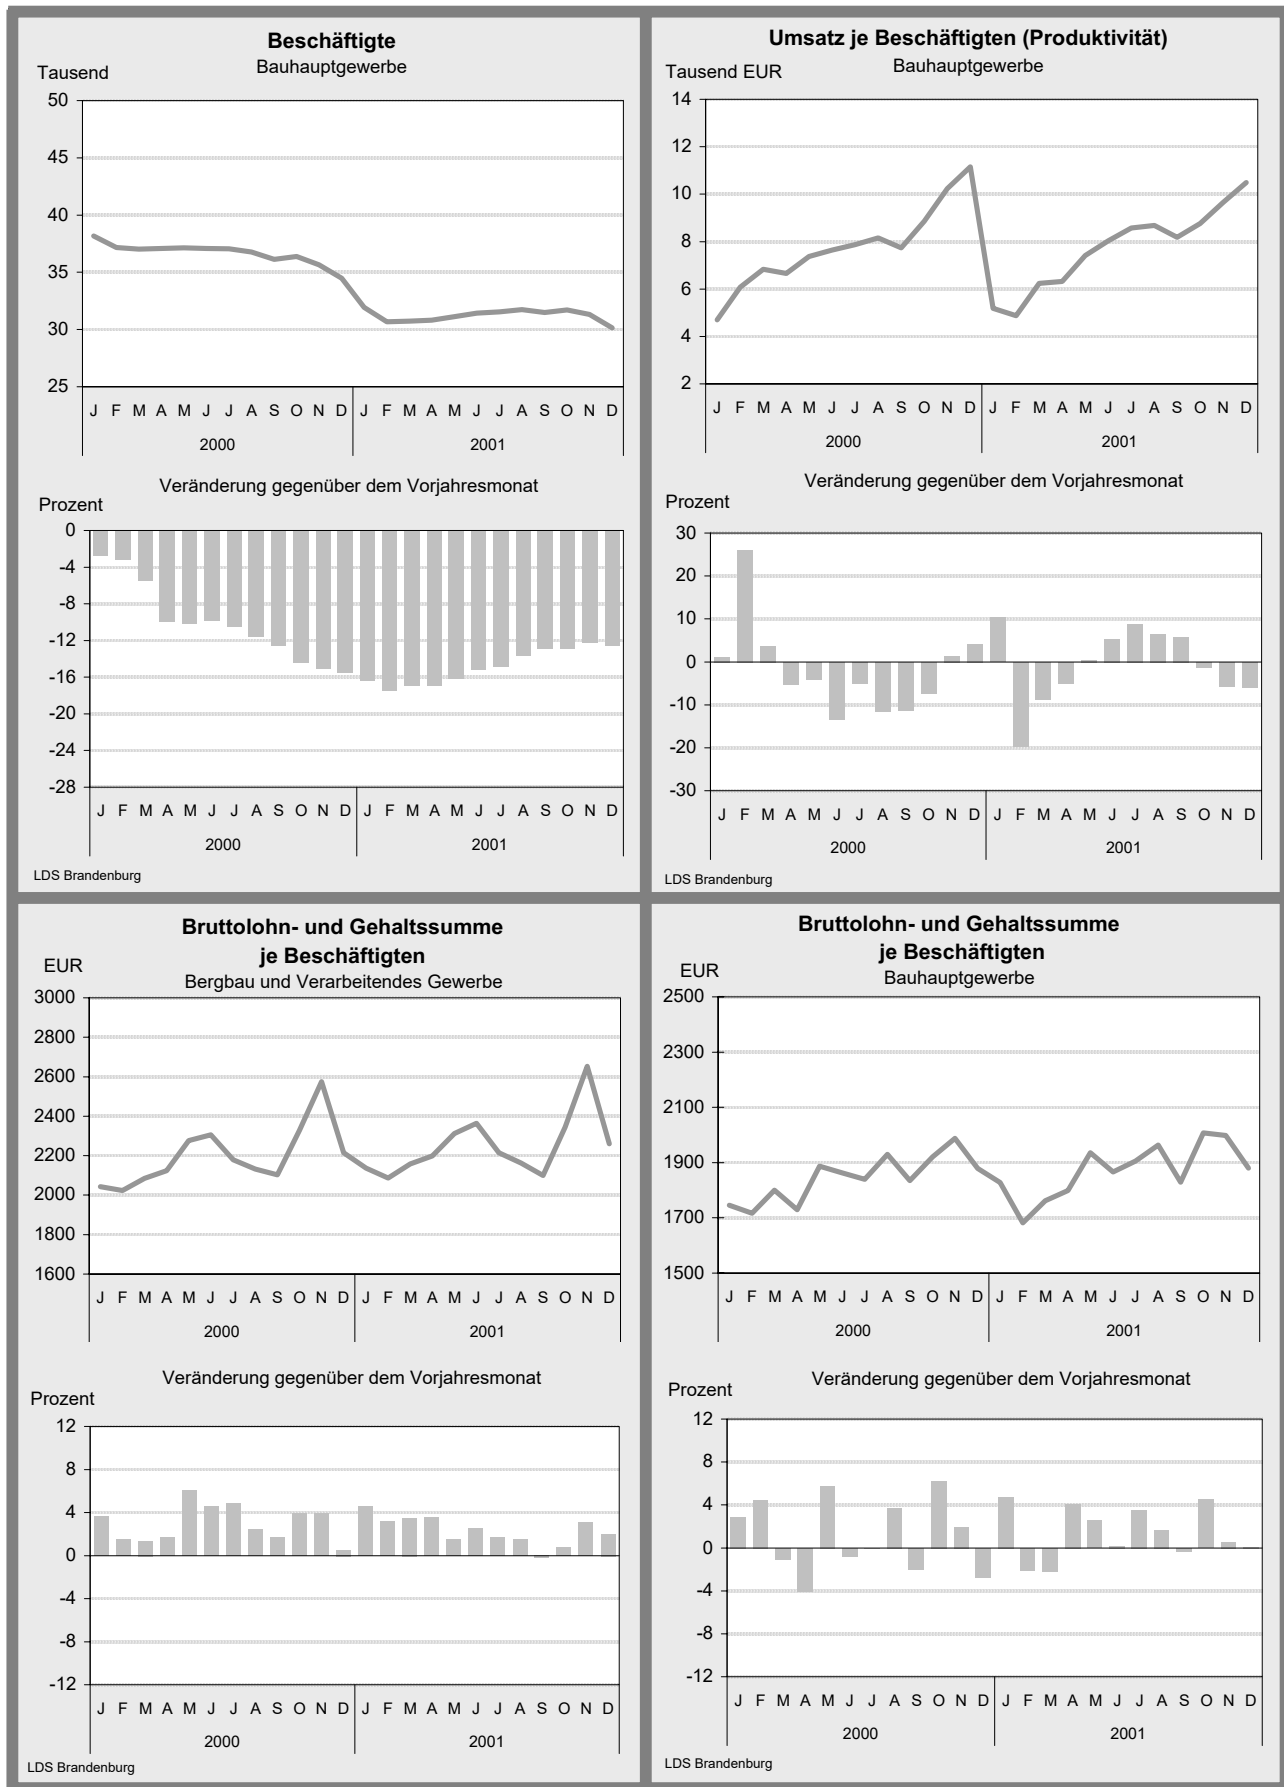 Beschäftigte
Bauhauptgewerbe
Tausend
50
45
40
35
30
25
J F M A M J J A S O N D J F M A M J J A S O N D
2000 2001
Veränderung gegenüber dem Vorjahresmonat
Prozent
0
-4
-8
-12
-16
-20
-24
-28
J F M A M J J A S O N D J F M A M J J A S O N D
2000 2001
LDS Brandenburg
Umsatz je Beschäftigten (Produktivität)
Bauhauptgewerbe
Tausend EUR
14
12
10
8
6
4
2
J F M A M J J A S O N D J F M A M J J A S O N D
2000 2001
Veränderung gegenüber dem Vorjahresmonat
Prozent
30
20
10
0
-10
-20
-30
J F M A M J J A S O N D J F M A M J J A S O N D
2000 2001
LDS Brandenburg
Bruttolohn- und Gehaltssumme
je Beschäftigten
EUR
Bergbau und Verarbeitendes Gewerbe
3000
2800
2600
2400
2200
2000
1800
1600
J F M A M J J A S O N D J F M A M J J A S O N D
2000 2001
Veränderung gegenüber dem Vorjahresmonat
Prozent
12
8
4
0
-4
-8
-12
J F M A M J J A S O N D J F M A M J J A S O N D
2000 2001
LDS Brandenburg
Bruttolohn- und Gehaltssumme
je Beschäftigten
EUR
Bauhauptgewerbe
2500
2300
2100
1900
1700
1500
J F M A M J J A S O N D J F M A M J J A S O N D
2000 2001
Veränderung gegenüber dem Vorjahresmonat
Prozent
12
8
4
0
-4
-8
-12
J F M A M J J A S O N D J F M A M J J A S O N D
2000 2001
LDS Brandenburg